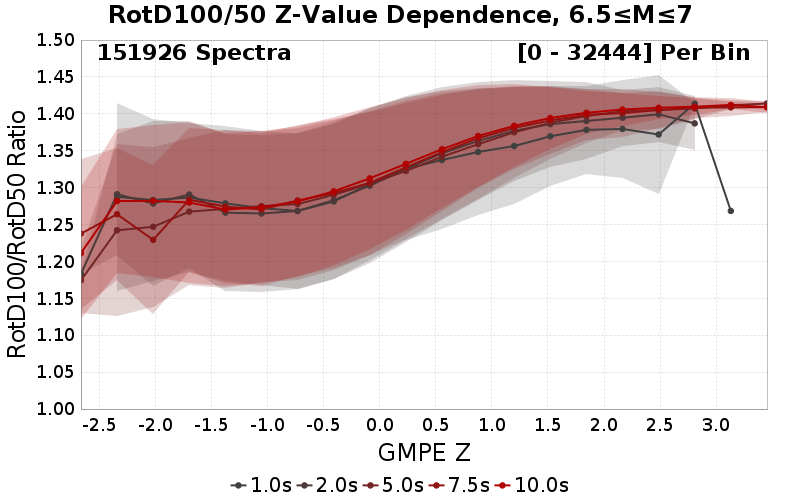 RotD100/50 Z-Value Dependence, 6.5≤M≤7
151926 Spectra
[0 - 32444] Per Bin
RotD100/RotD50 Ratio
1.50
1.45
1.40
1.35
1.30
1.25
1.20
1.15
1.10
1.05
1.00
-2.5 -2.0 -1.5 -1.0 -0.5 0.0 0.5 1.0 1.5 2.0 2.5 3.0
GMPE Z
1.0s 2.0s 5.0s 7.5s 10.0s